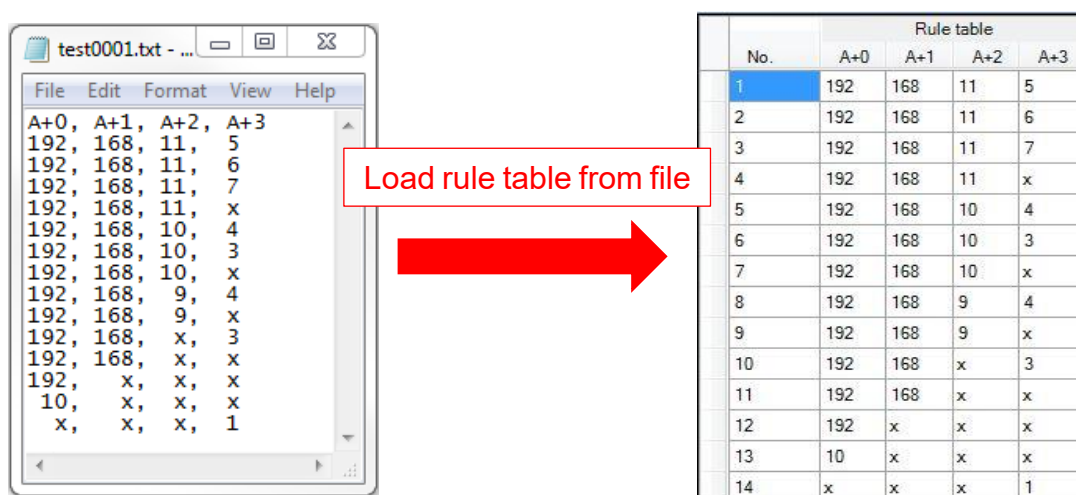 test0001.txt - ...
File Edit Format View Help
A+0, A+1, A+2, A+3
192, 168, 11, 5
192, 168, 11, 6
192, 168, 11, 7
192, 168, 11, x
192, 168, 10, 4
192, 168, 10, 3
192, 168, 10, x
192, 168, 9, 4
192, 168, 9, x
192, 168, x, 3
192, 168, x, x
192, x, x, x
10, x, x, x
x, x, x, 1
Load rule table from file
Rule table
No. A+0 A+1 A+2 A+3
1 192 168 11 5
2 192 168 11 6
3 192 168 11 7
4 192 168 11 x
5 192 168 10 4
6 192 168 10 3
7 192 168 10 x
8 192 168 9 4
9 192 168 9 x
10 192 168 x 3
11 192 168 x x
12 192 x x x
13 10 x x x
14 x x x 1